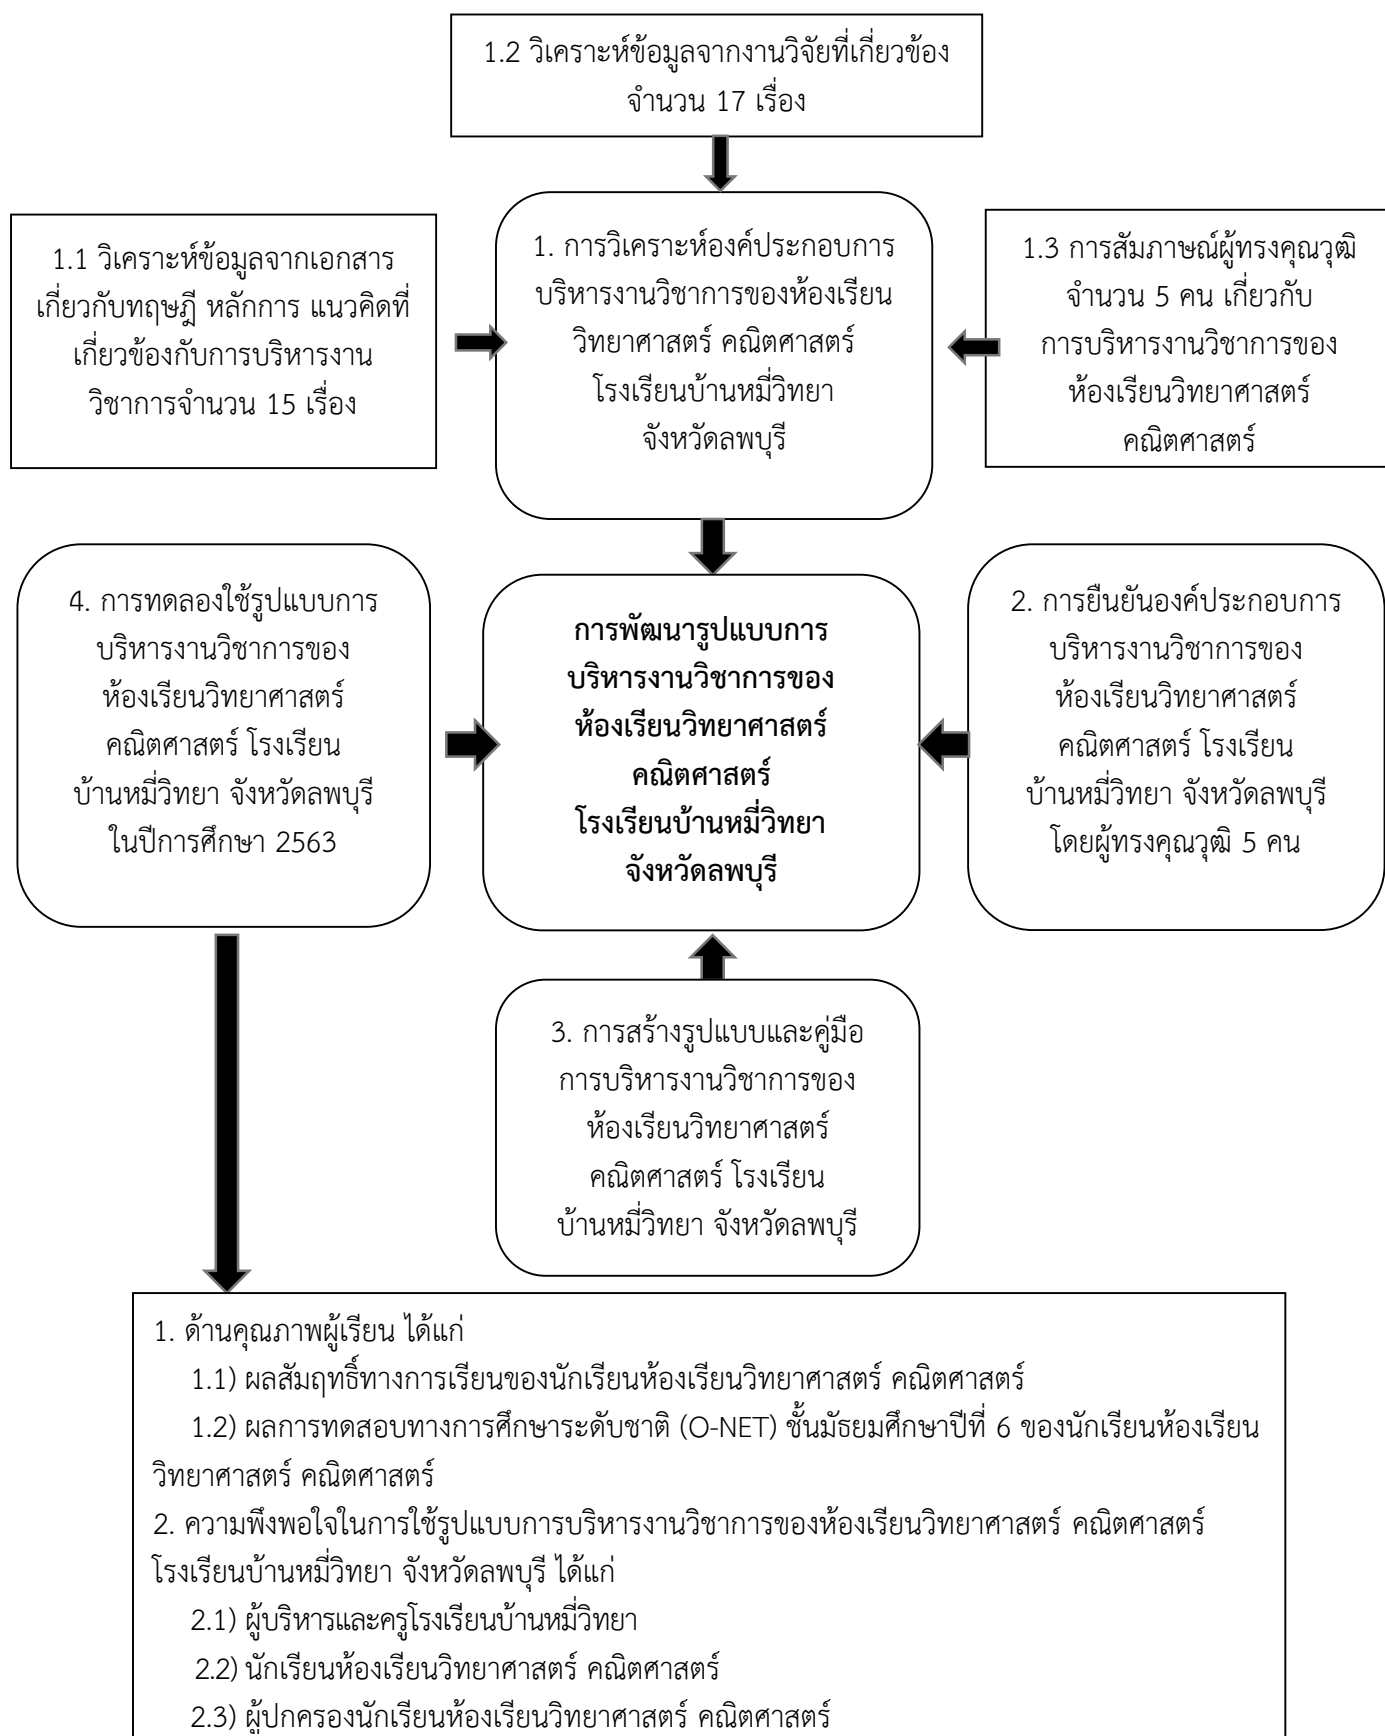 1.2 วิเคราะห์ข้อมูลจากงานวิจัยที่เกี่ยวข้อง
จำนวน 17 เรื่อง
1.1 วิเคราะห์ข้อมูลจากเอกสาร
เกี่ยวกับทฤษฎี หลักการ แนวคิดที่
เกี่ยวข้องกับการบริหารงาน
วิชาการจำนวน 15 เรื่อง
1. การวิเคราะห์องค์ประกอบการ
บริหารงานวิชาการของห้องเรียน
วิทยาศาสตร์ คณิตศาสตร์
โรงเรียนบ้านหมี่วิทยา
จังหวัดลพบุรี
1.3 การสัมภาษณ์ผู้ทรงคุณวุฒิ
จำนวน 5 คน เกี่ยวกับ
การบริหารงานวิชาการของ
ห้องเรียนวิทยาศาสตร์
คณิตศาสตร์
4. การทดลองใช้รูปแบบการ
บริหารงานวิชาการของ
ห้องเรียนวิทยาศาสตร์
คณิตศาสตร์ โรงเรียน
บ้านหมี่วิทยา จังหวัดลพบุรี
ในปีการศึกษา 2563
การพัฒนารูปแบบการ
บริหารงานวิชาการของ
ห้องเรียนวิทยาศาสตร์
คณิตศาสตร์
โรงเรียนบ้านหมี่วิทยา
จังหวัดลพบุรี
2. การยืนยันองค์ประกอบการ
บริหารงานวิชาการของ
ห้องเรียนวิทยาศาสตร์
คณิตศาสตร์ โรงเรียน
บ้านหมี่วิทยา จังหวัดลพบุรี
โดยผู้ทรงคุณวุฒิ 5 คน
3. การสร้างรูปแบบและคู่มือ
การบริหารงานวิชาการของ
ห้องเรียนวิทยาศาสตร์
คณิตศาสตร์ โรงเรียน
บ้านหมี่วิทยา จังหวัดลพบุรี
1. ด้านคุณภาพผู้เรียน ได้แก่
1.1) ผลสัมฤทธิ์ทางการเรียนของนักเรียนห้องเรียนวิทยาศาสตร์ คณิตศาสตร์
1.2) ผลการทดสอบทางการศึกษาระดับชาติ (O-NET) ชั้นมัธยมศึกษาปีที่ 6 ของนักเรียนห้องเรียน
วิทยาศาสตร์ คณิตศาสตร์
2. ความพึงพอใจในการใช้รูปแบบการบริหารงานวิชาการของห้องเรียนวิทยาศาสตร์ คณิตศาสตร์
โรงเรียนบ้านหมี่วิทยา จังหวัดลพบุรี ได้แก่
2.1) ผู้บริหารและครูโรงเรียนบ้านหมี่วิทยา
2.2) นักเรียนห้องเรียนวิทยาศาสตร์ คณิตศาสตร์
2.3) ผู้ปกครองนักเรียนห้องเรียนวิทยาศาสตร์ คณิตศาสตร์